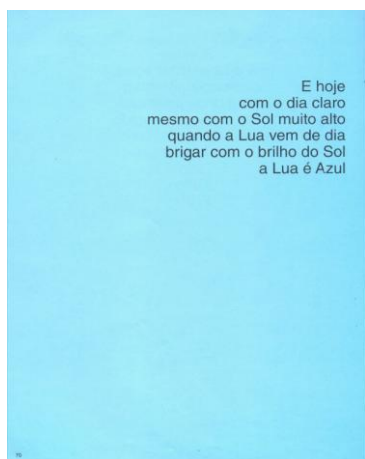 E hoje
com o dia claro
mesmo com o Sol muito alto
quando a Lua vem de dia
brigar com o brilho do Sol
a Lua é Azul